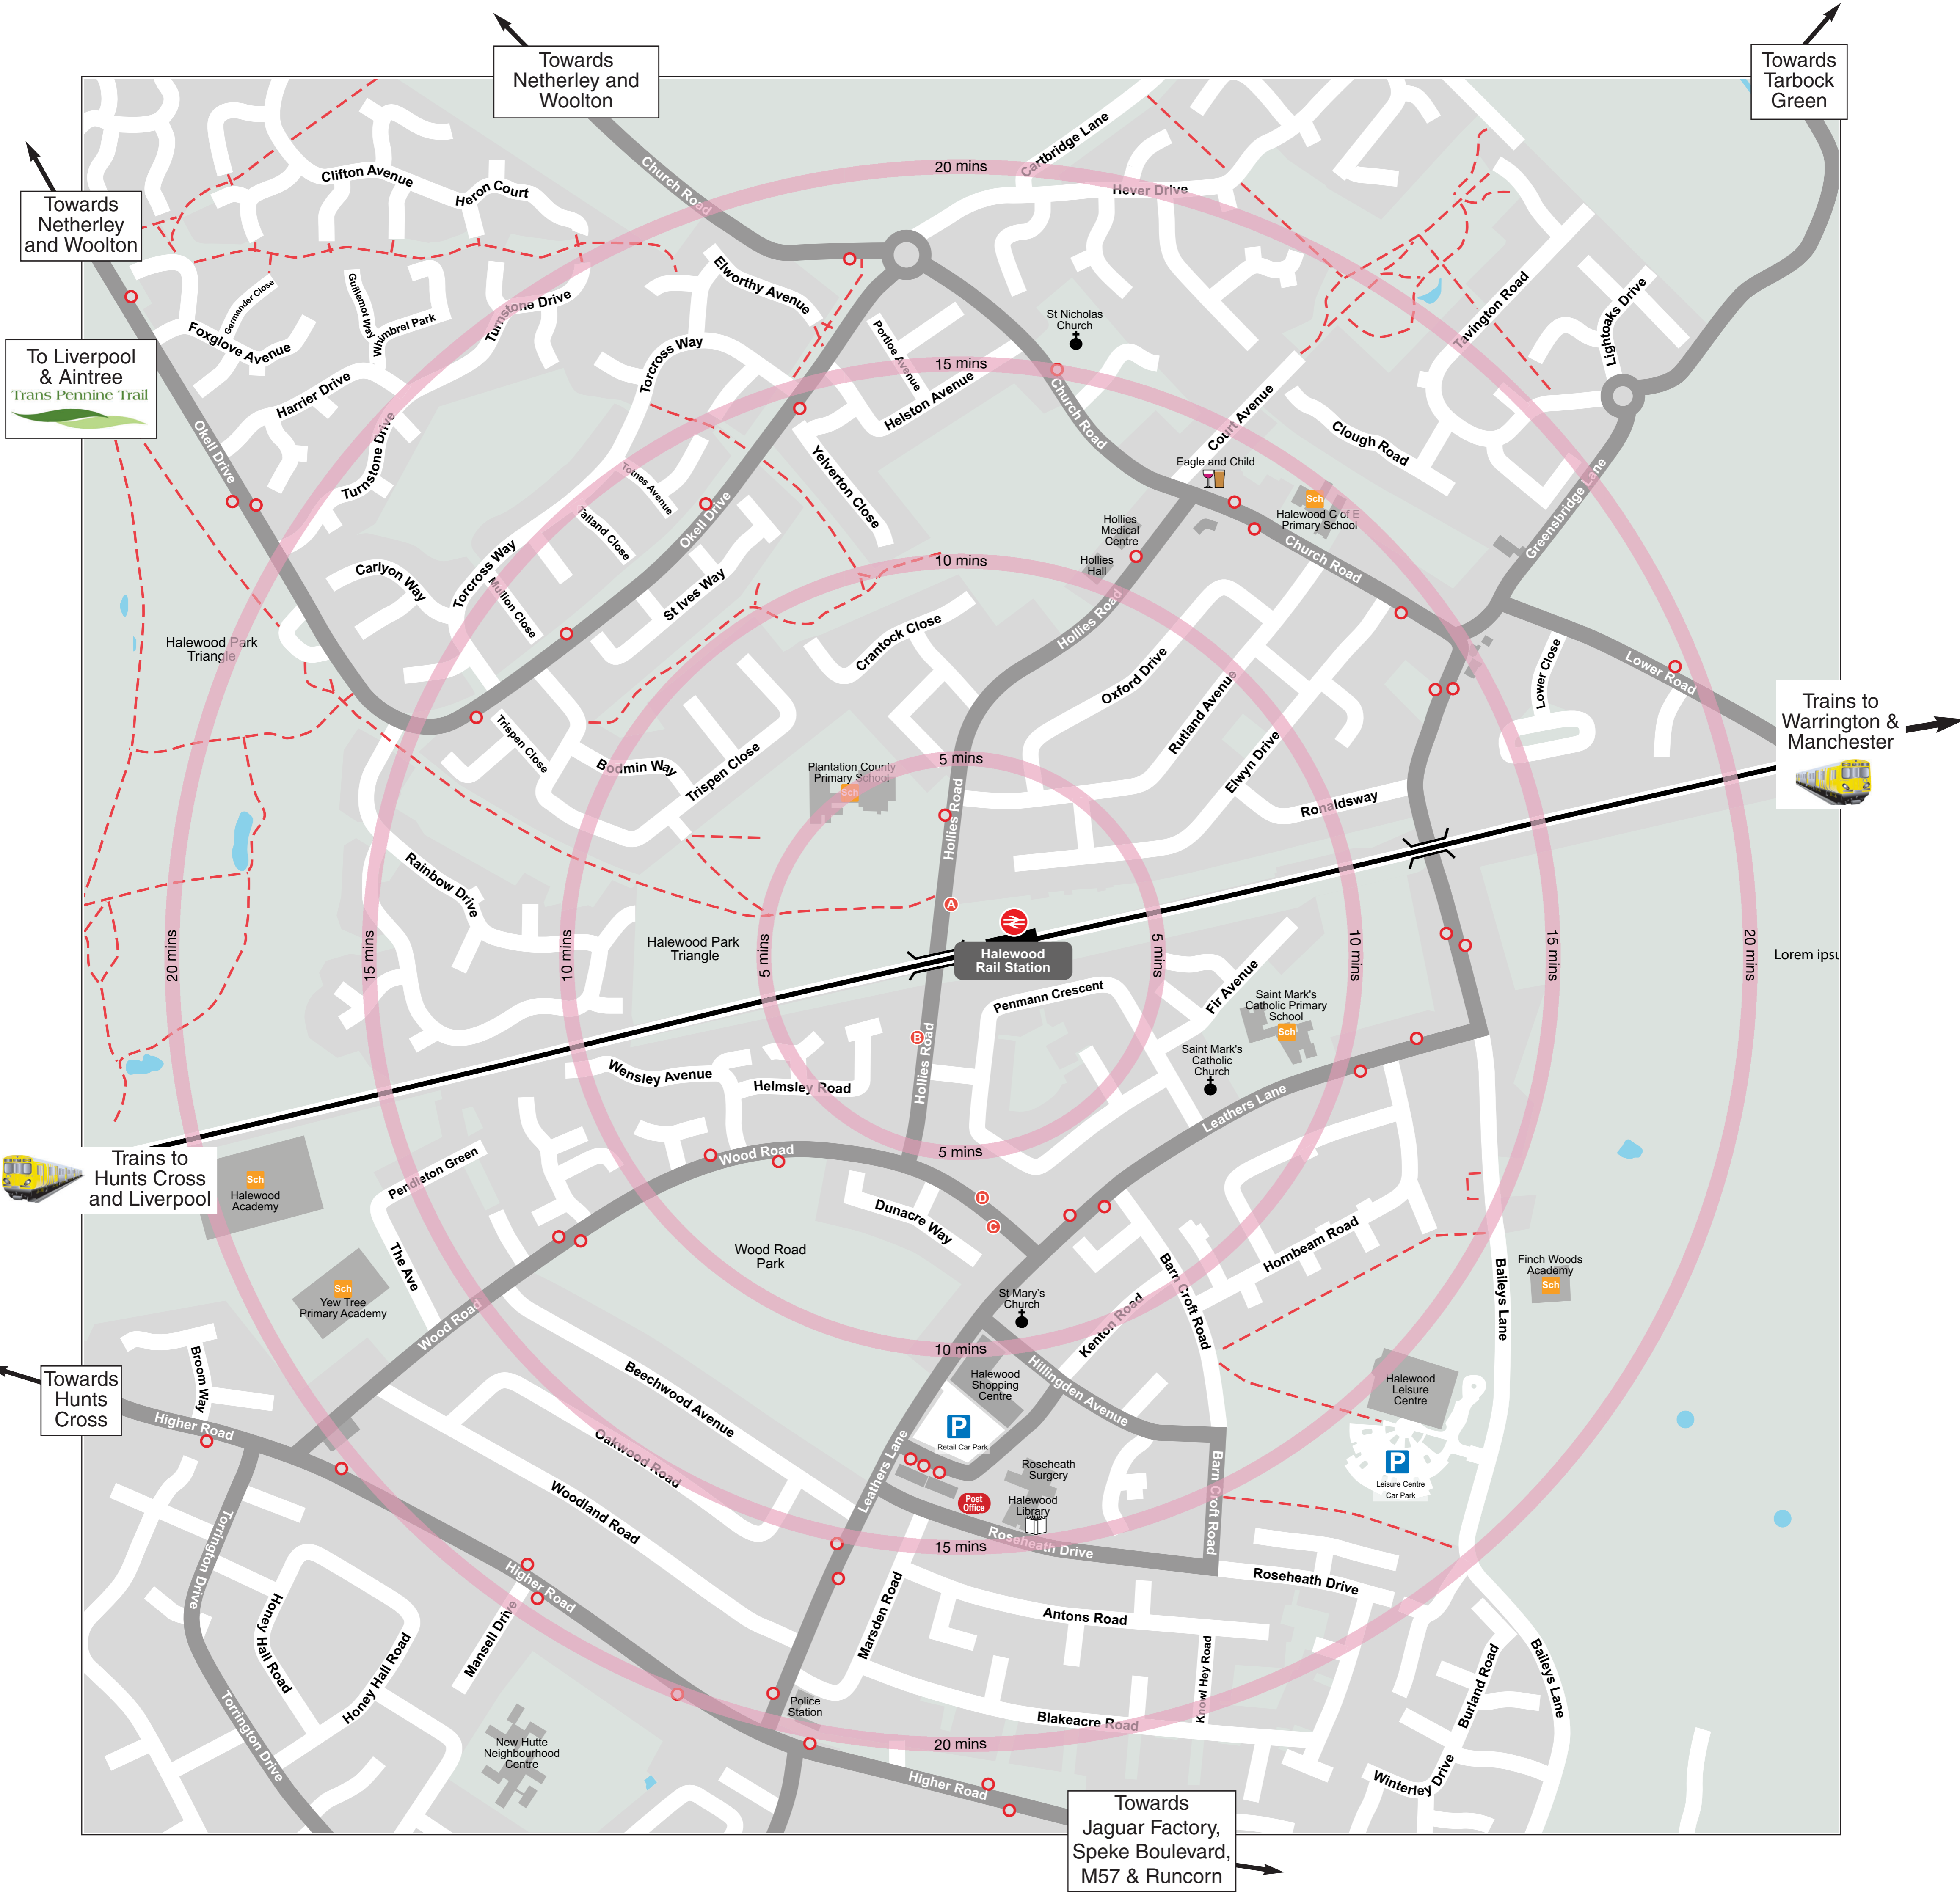 Towards
Netherley and
Woolton
Towards
Tarbock
Green
Towards
Netherley
and Woolton
To Liverpool
& Aintree
Trans Pennine Trail
Church Road
20 mins
Cartbridge Lane
Hever Drive
Clifton Avenue
Heron Court
Elworthy Avenue
Germander Close
Guillemot Way
Whimbrel Park
Turnstone Drive
Foxglove Avenue
Harrier Drive
Turnstone Drive
Okell Drive
Torcross Way
Portloe Avenue
Helston Avenue
St Nicholas
Church
15 mins
Church Road
Tavington Road
Lightoaks Drive
Court Avenue
Clough Road
Eagle and Child
Sch
Halewood C of E
Primary School
Greensbridge Lane
Totnes Avenue
Talland Close
Okell Drive
Yelverton Close
Hollies
Medical
Centre
Hollies
Hall
Church Road
Carlyon Way
Torcross Way
Mullion Close
St Ives Way
10 mins
Crantock Close
Hollies Road
Oxford Drive
Rutland Avenue
Elwyn Drive
Ronaldsway
Lower Close
Lower Road
Halewood Park
Triangle
Trains to
Warrington &
Manchester
Trispen Close
Bodmin Way
Trispen Close
Plantation County
Primary School
Sch
5 mins
Hollies Road
Rainbow Drive
A
Halewood Park
Triangle
Halewood
Rail Station
20 mins
15 mins
10 mins
5 mins
5 mins
10 mins
15 mins
20 mins
Lorem ipsu
Penmann Crescent
Fir Avenue
Saint Mark's
Catholic Primary
School
Sch
Saint Mark's
Catholic
Church
B
Hollies Road
Wensley Avenue
Helmsley Road
Leathers Lane
Trains to
Hunts Cross
and Liverpool
Sch
Halewood
Academy
Pendleton Green
Wood Road
5 mins
D
C
Dunacre Way
The Ave
Wood Road
Park
Sch
Yew Tree
Primary Academy
Wood Road
Barn Croft Road
Hornbeam Road
Finch Woods
Academy
Sch
Baileys Lane
St Mary's
Church
Kenton Road
10 mins
Hillingden Avenue
Halewood
Shopping
Centre
P
Retail Car Park
Halewood
Leisure
Centre
P
Leisure Centre
Car Park
Towards
Hunts
Cross
Broom Way
Higher Road
Beechwood Avenue
Oakwood Road
Woodland Road
Leathers Lane
Roseheath
Surgery
Post
Office
Halewood
Library
Barn Croft Road
Roseheath Drive
15 mins
Roseheath Drive
Torrington Drive
Higher Road
Honey Hall Road
Honey Hall Road
Mansell Drive
Marsden Road
Antons Road
Knowl Hey Road
Burland Road
Baileys Lane
Torrington Drive
New Hutte
Neighbourhood
Centre
Police
Station
Blakeacre Road
20 mins
Winterley Drive
Higher Road
Towards
Jaguar Factory,
Speke Boulevard,
M57 & Runcorn